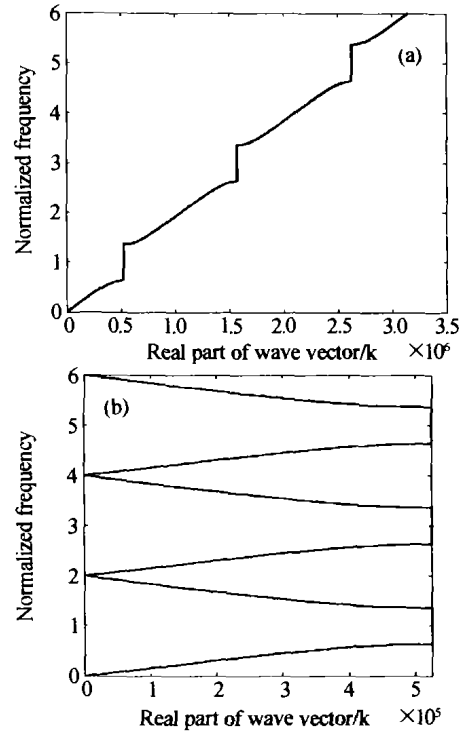 6
(a)
5
4
3
2
1
0
Normalized frequency
0 0.5 1.0 1.5 2.0 2.5 3.0 3.5
Real part of wave vector/k ×10⁶
6
(b)
5
4
3
2
1
0
Normalized frequency
0 1 2 3 4 5
Real part of wave vector/k ×10⁵